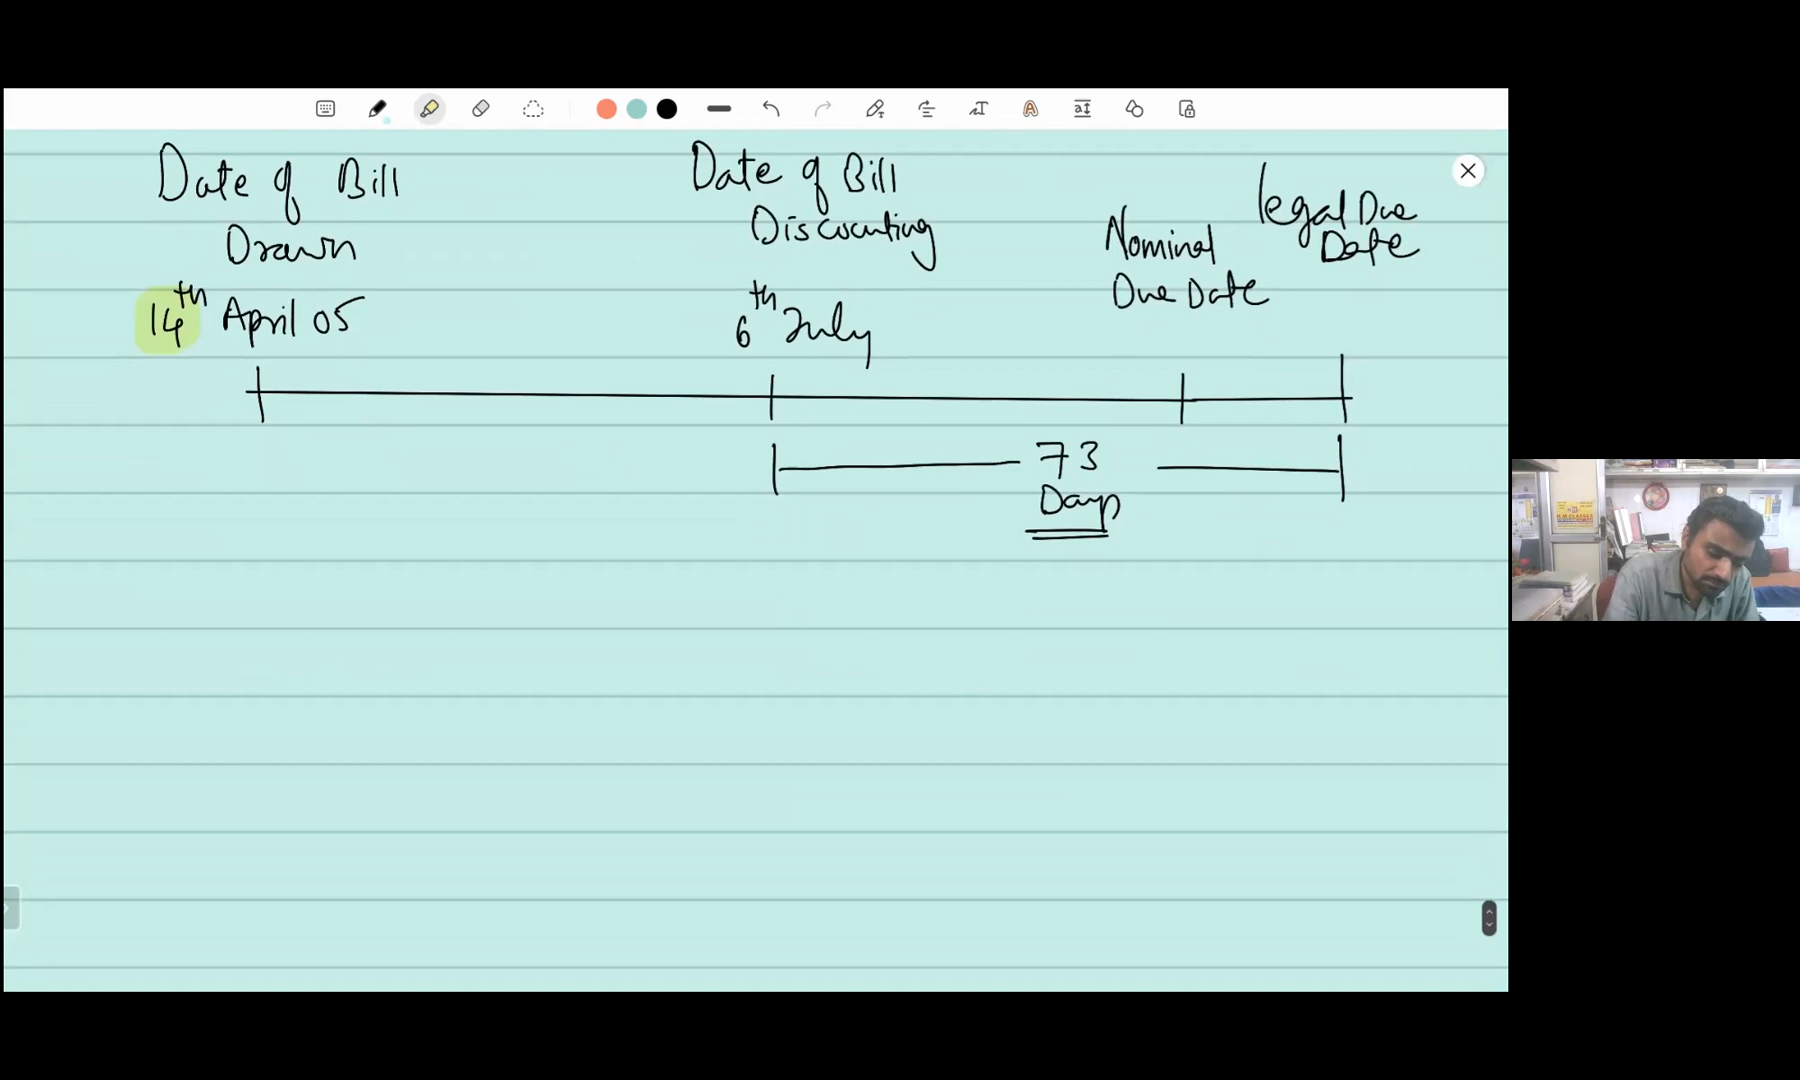 Date of Bill
Drawn
14th April 05
Date of Bill
Discounting
6th July
Nominal
Due Date
legal Due
Date
73
Days